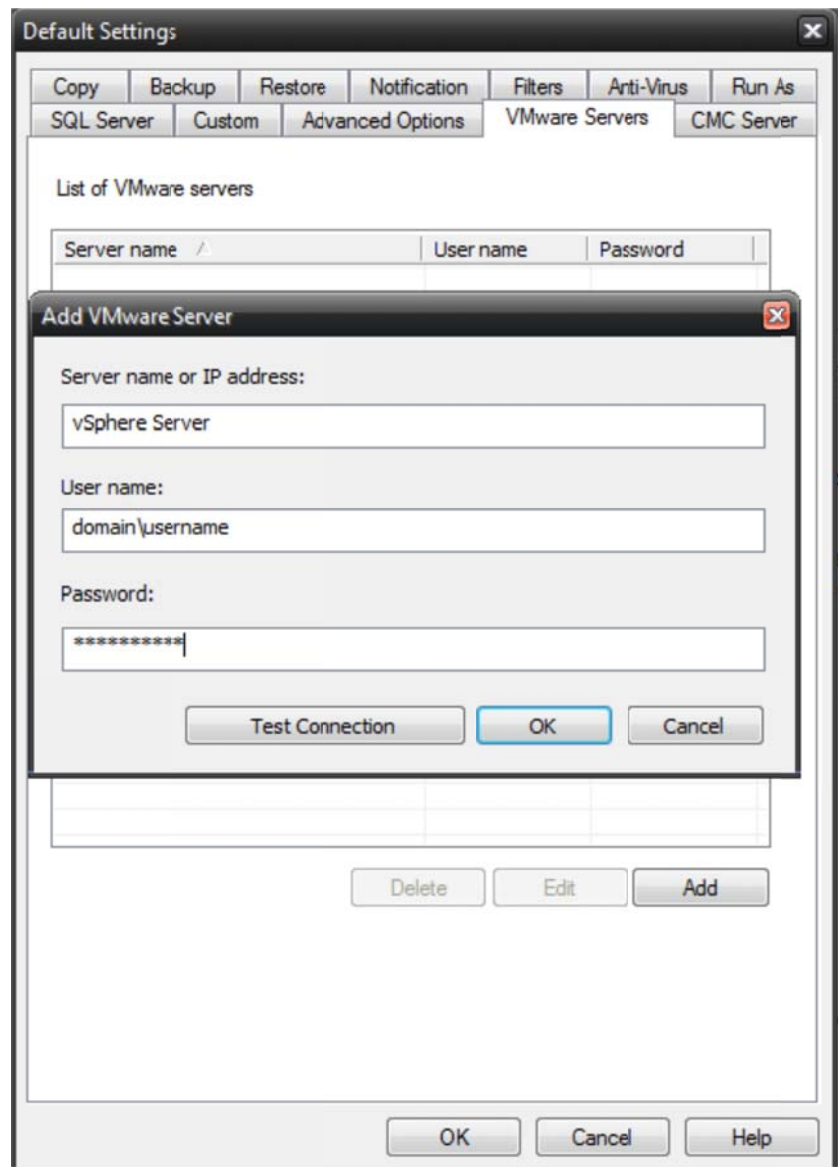 Default Settings
Copy Backup Restore Notification Filters Anti-Virus Run As
SQL Server Custom Advanced Options VMware Servers CMC Server
List of VMware servers
Server name User name Password
Add VMware Server
Server name or IP address:
vSphere Server
User name:
domain\username
Password:
**********
Test Connection OK Cancel
Delete Edit Add
OK Cancel Help